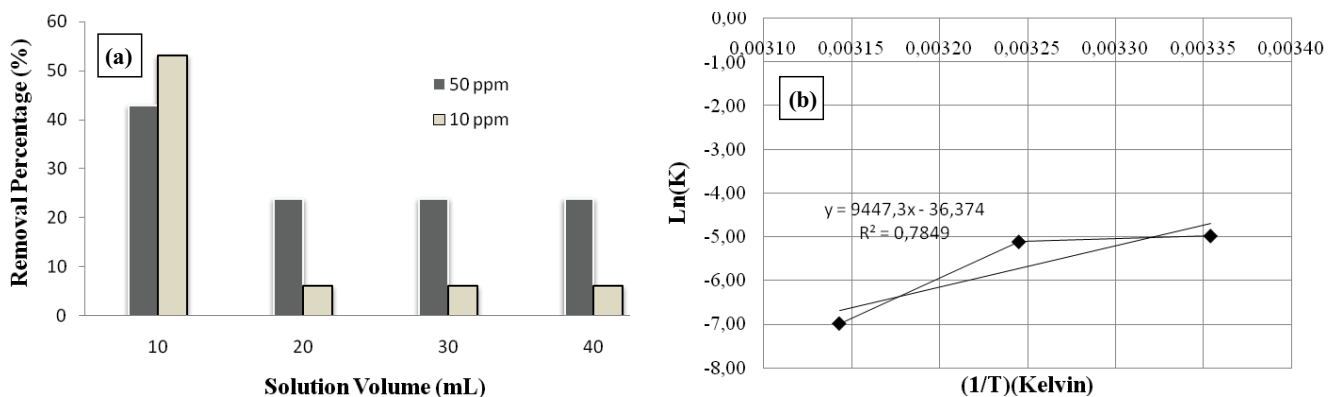 (a)
Removal Percentage (%)
60
50
40
30
20
10
0
50 ppm
10 ppm
10 20 30 40
Solution Volume (mL)
(b)
Ln(K)
0,00
-1,00
-2,00
-3,00
-4,00
-5,00
-6,00
-7,00
-8,00
0,00310 0,00315 0,00320 0,00325 0,00330 0,00335 0,00340
y = 9447,3x - 36,374
R² = 0,7849
(1/T)(Kelvin)